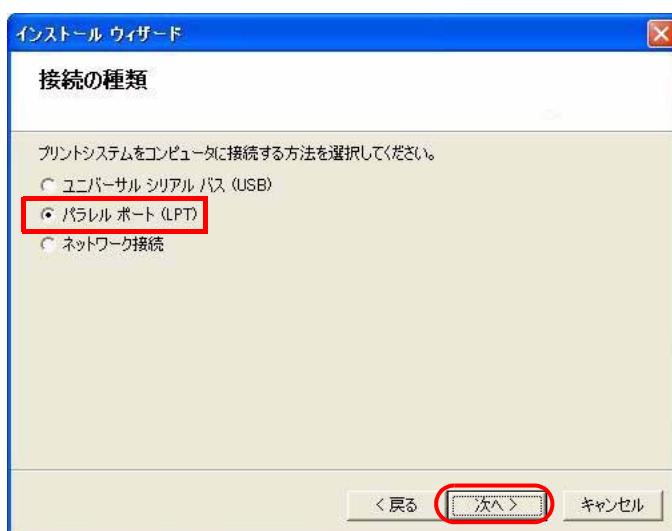 インストール ウィザード
接続の種類
プリントシステムをコンピュータに接続する方法を選択してください。
ユニバーサル シリアル バス (USB)
パラレル ポート (LPT)
ネットワーク接続
< 戻る
次へ >
キャンセル